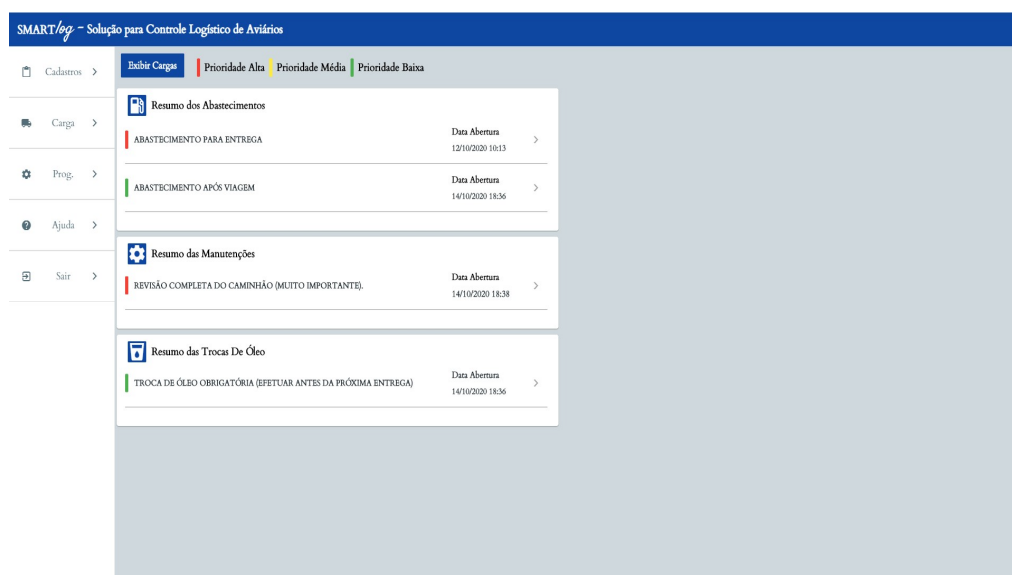 SMARTlog - Solução para Controle Logístico de Aviários
Cadastros
Carga
Prog.
Ajuda
Sair
Exibir Cargas
Prioridade Alta
Prioridade Média
Prioridade Baixa
Resumo dos Abastecimentos
ABASTECIMENTO PARA ENTREGA
Data Abertura
12/10/2020 10:13
ABASTECIMENTO APÓS VIAGEM
Data Abertura
14/10/2020 18:36
Resumo das Manutenções
REVISÃO COMPLETA DO CAMINHÃO (MUITO IMPORTANTE).
Data Abertura
14/10/2020 18:38
Resumo das Trocas De Óleo
TROCA DE ÓLEO OBRIGATÓRIA (EFETUAR ANTES DA PRÓXIMA ENTREGA)
Data Abertura
14/10/2020 18:36